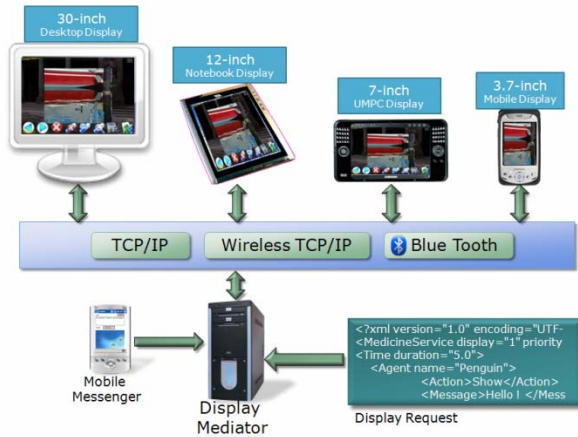 30-inch
Desktop Display
12-inch
Notebook Display
7-inch
UMPC Display
3.7-inch
Mobile Display
TCP/IP
Wireless TCP/IP
Blue Tooth
Mobile
Messenger
Display
Mediator
<?xml version="1.0" encoding="UTF-
<MedicineService display="1" priority
<Time duration="5.0">
<Agent name="Penguin">
<Action>Show</Action>
<Message>Hello ! </Mess
Display Request